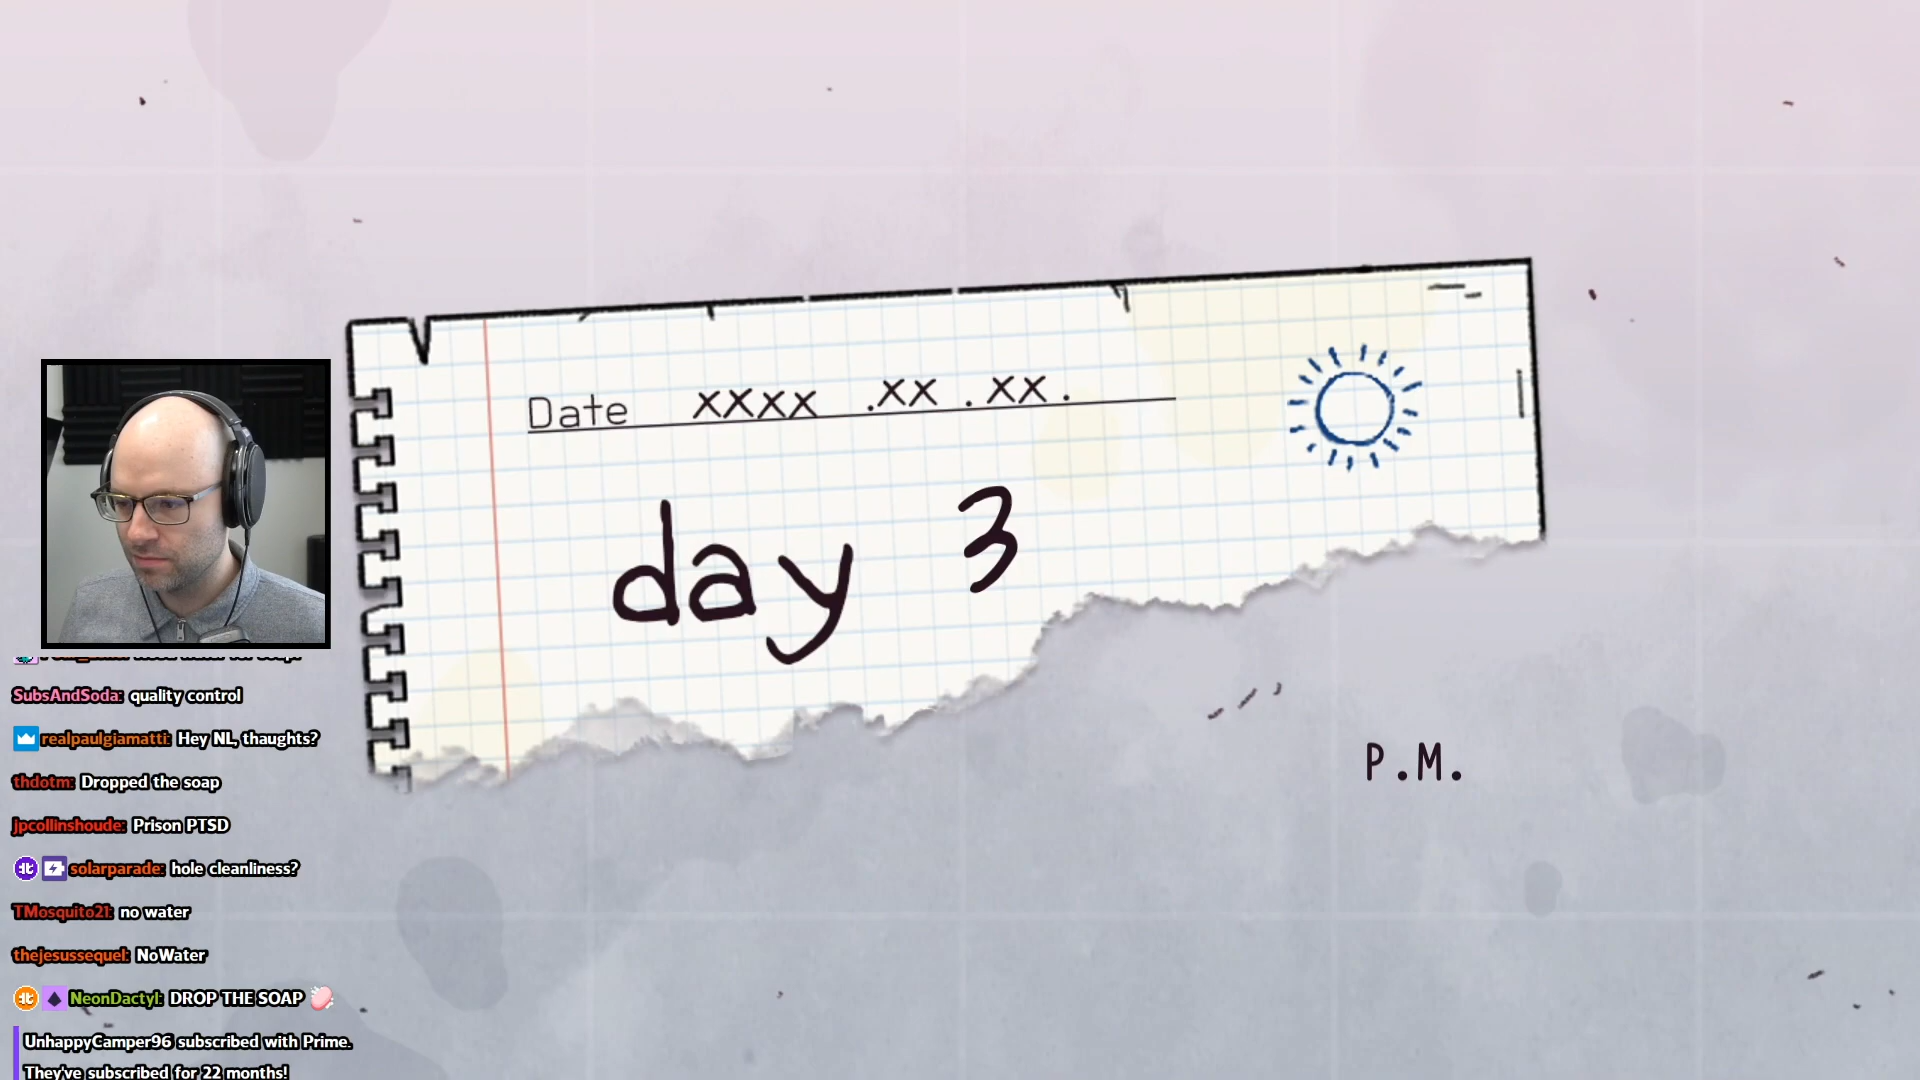 Date xxxx .xx . xx .
day 3
P.M.
SubsAndSoda: quality control
realpaulgiamatti: Hey NL, thaughts?
thdotm: Dropped the soap
jpcollinshoude: Prison PTSD
solarparade: hole cleanliness?
TMosquito21: no water
thejesussequel: NoWater
NeonDactyl: DROP THE SOAP
UnhappyCamper96 subscribed with Prime.
They've subscribed for 22 months!